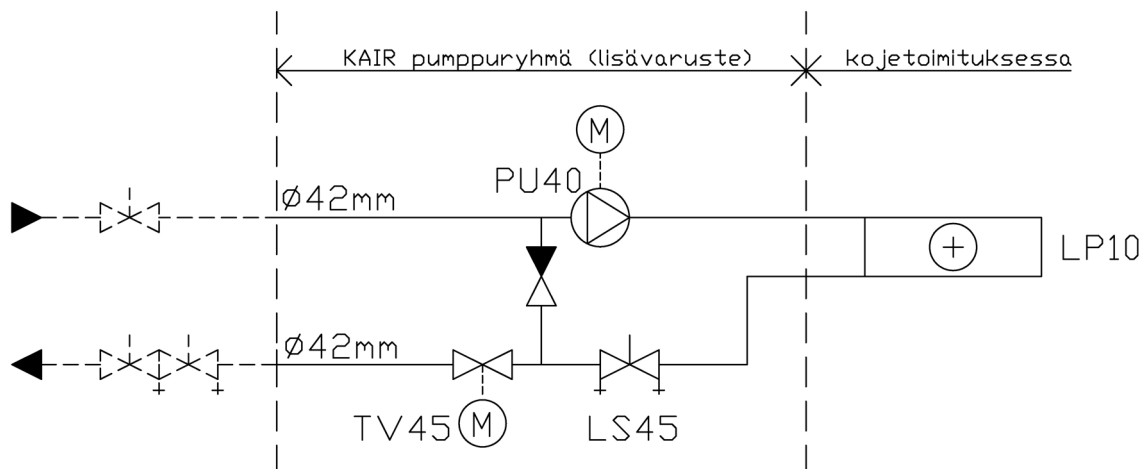 KAIR pumppuryhmä (lisävaruste)
kojetoimituksessa
M
PU40
Ø42mm
LP10
Ø42mm
TV45
M
LS45